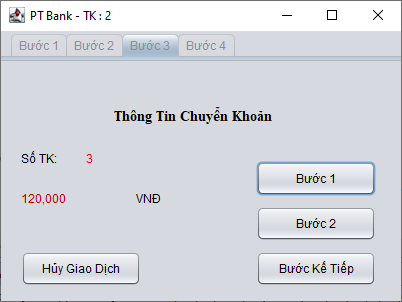 PT Bank - TK : 2
Bước 1 Bước 2 Bước 3 Bước 4
Thông Tin Chuyển Khoản
Số TK: 3
120,000 VNĐ
Bước 1
Bước 2
Hủy Giao Dịch Bước Kế Tiếp